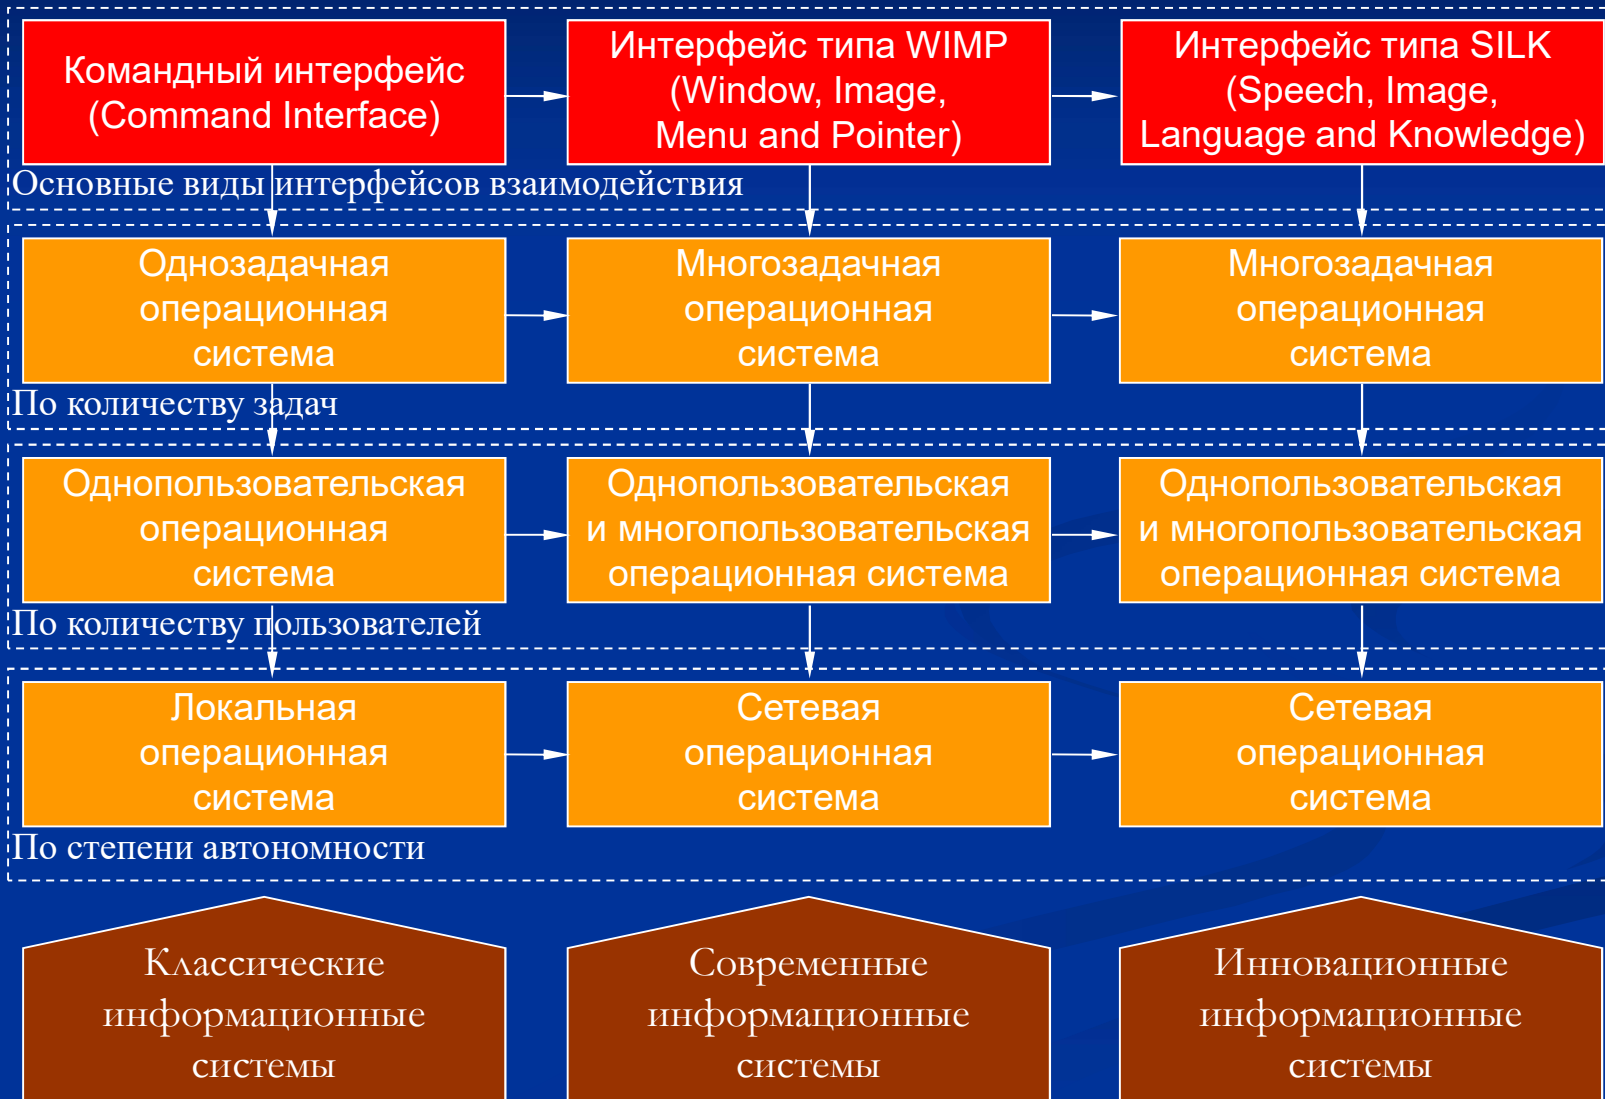 Командный интерфейс
(Command Interface)
Интерфейс типа WIMP
(Window, Image,
Menu and Pointer)
Интерфейс типа SILK
(Speech, Image,
Language and Knowledge)
Основные виды интерфейсов взаимодействия
Однозадачная
операционная
система
Многозадачная
операционная
система
Многозадачная
операционная
система
По количеству задач
Однопользовательская
операционная
система
Однопользовательская
и многопользовательская
операционная система
Однопользовательская
и многопользовательская
операционная система
По количеству пользователей
Локальная
операционная
система
Сетевая
операционная
система
Сетевая
операционная
система
По степени автономности
Классические
информационные
системы
Современные
информационные
системы
Инновационные
информационные
системы